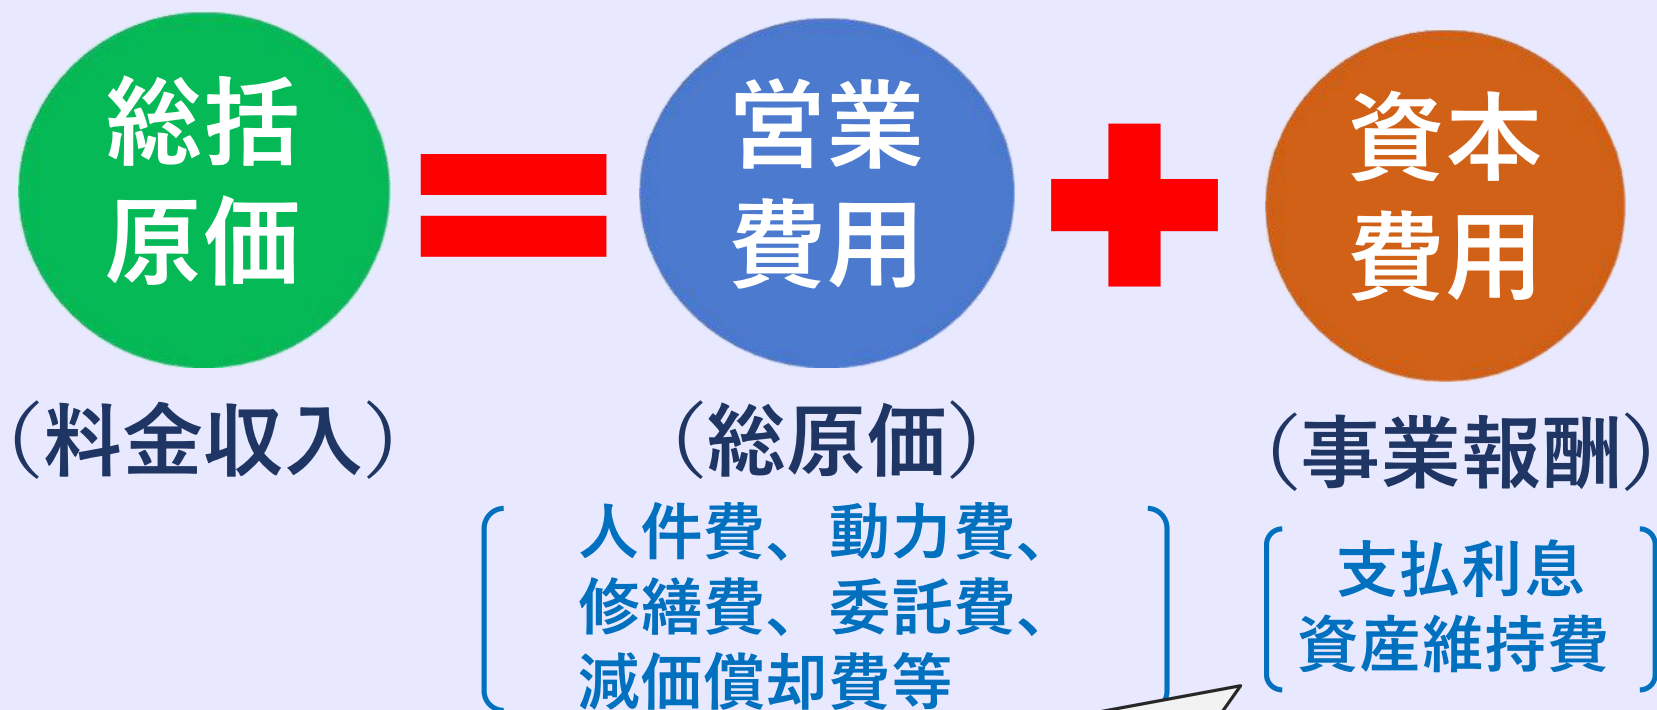 総括
原価
営業
費用
資本
費用
（料金収入）
（総原価）
（事業報酬）
人件費、動力費、
修繕費、委託費、
減価償却費等
支払利息
資産維持費